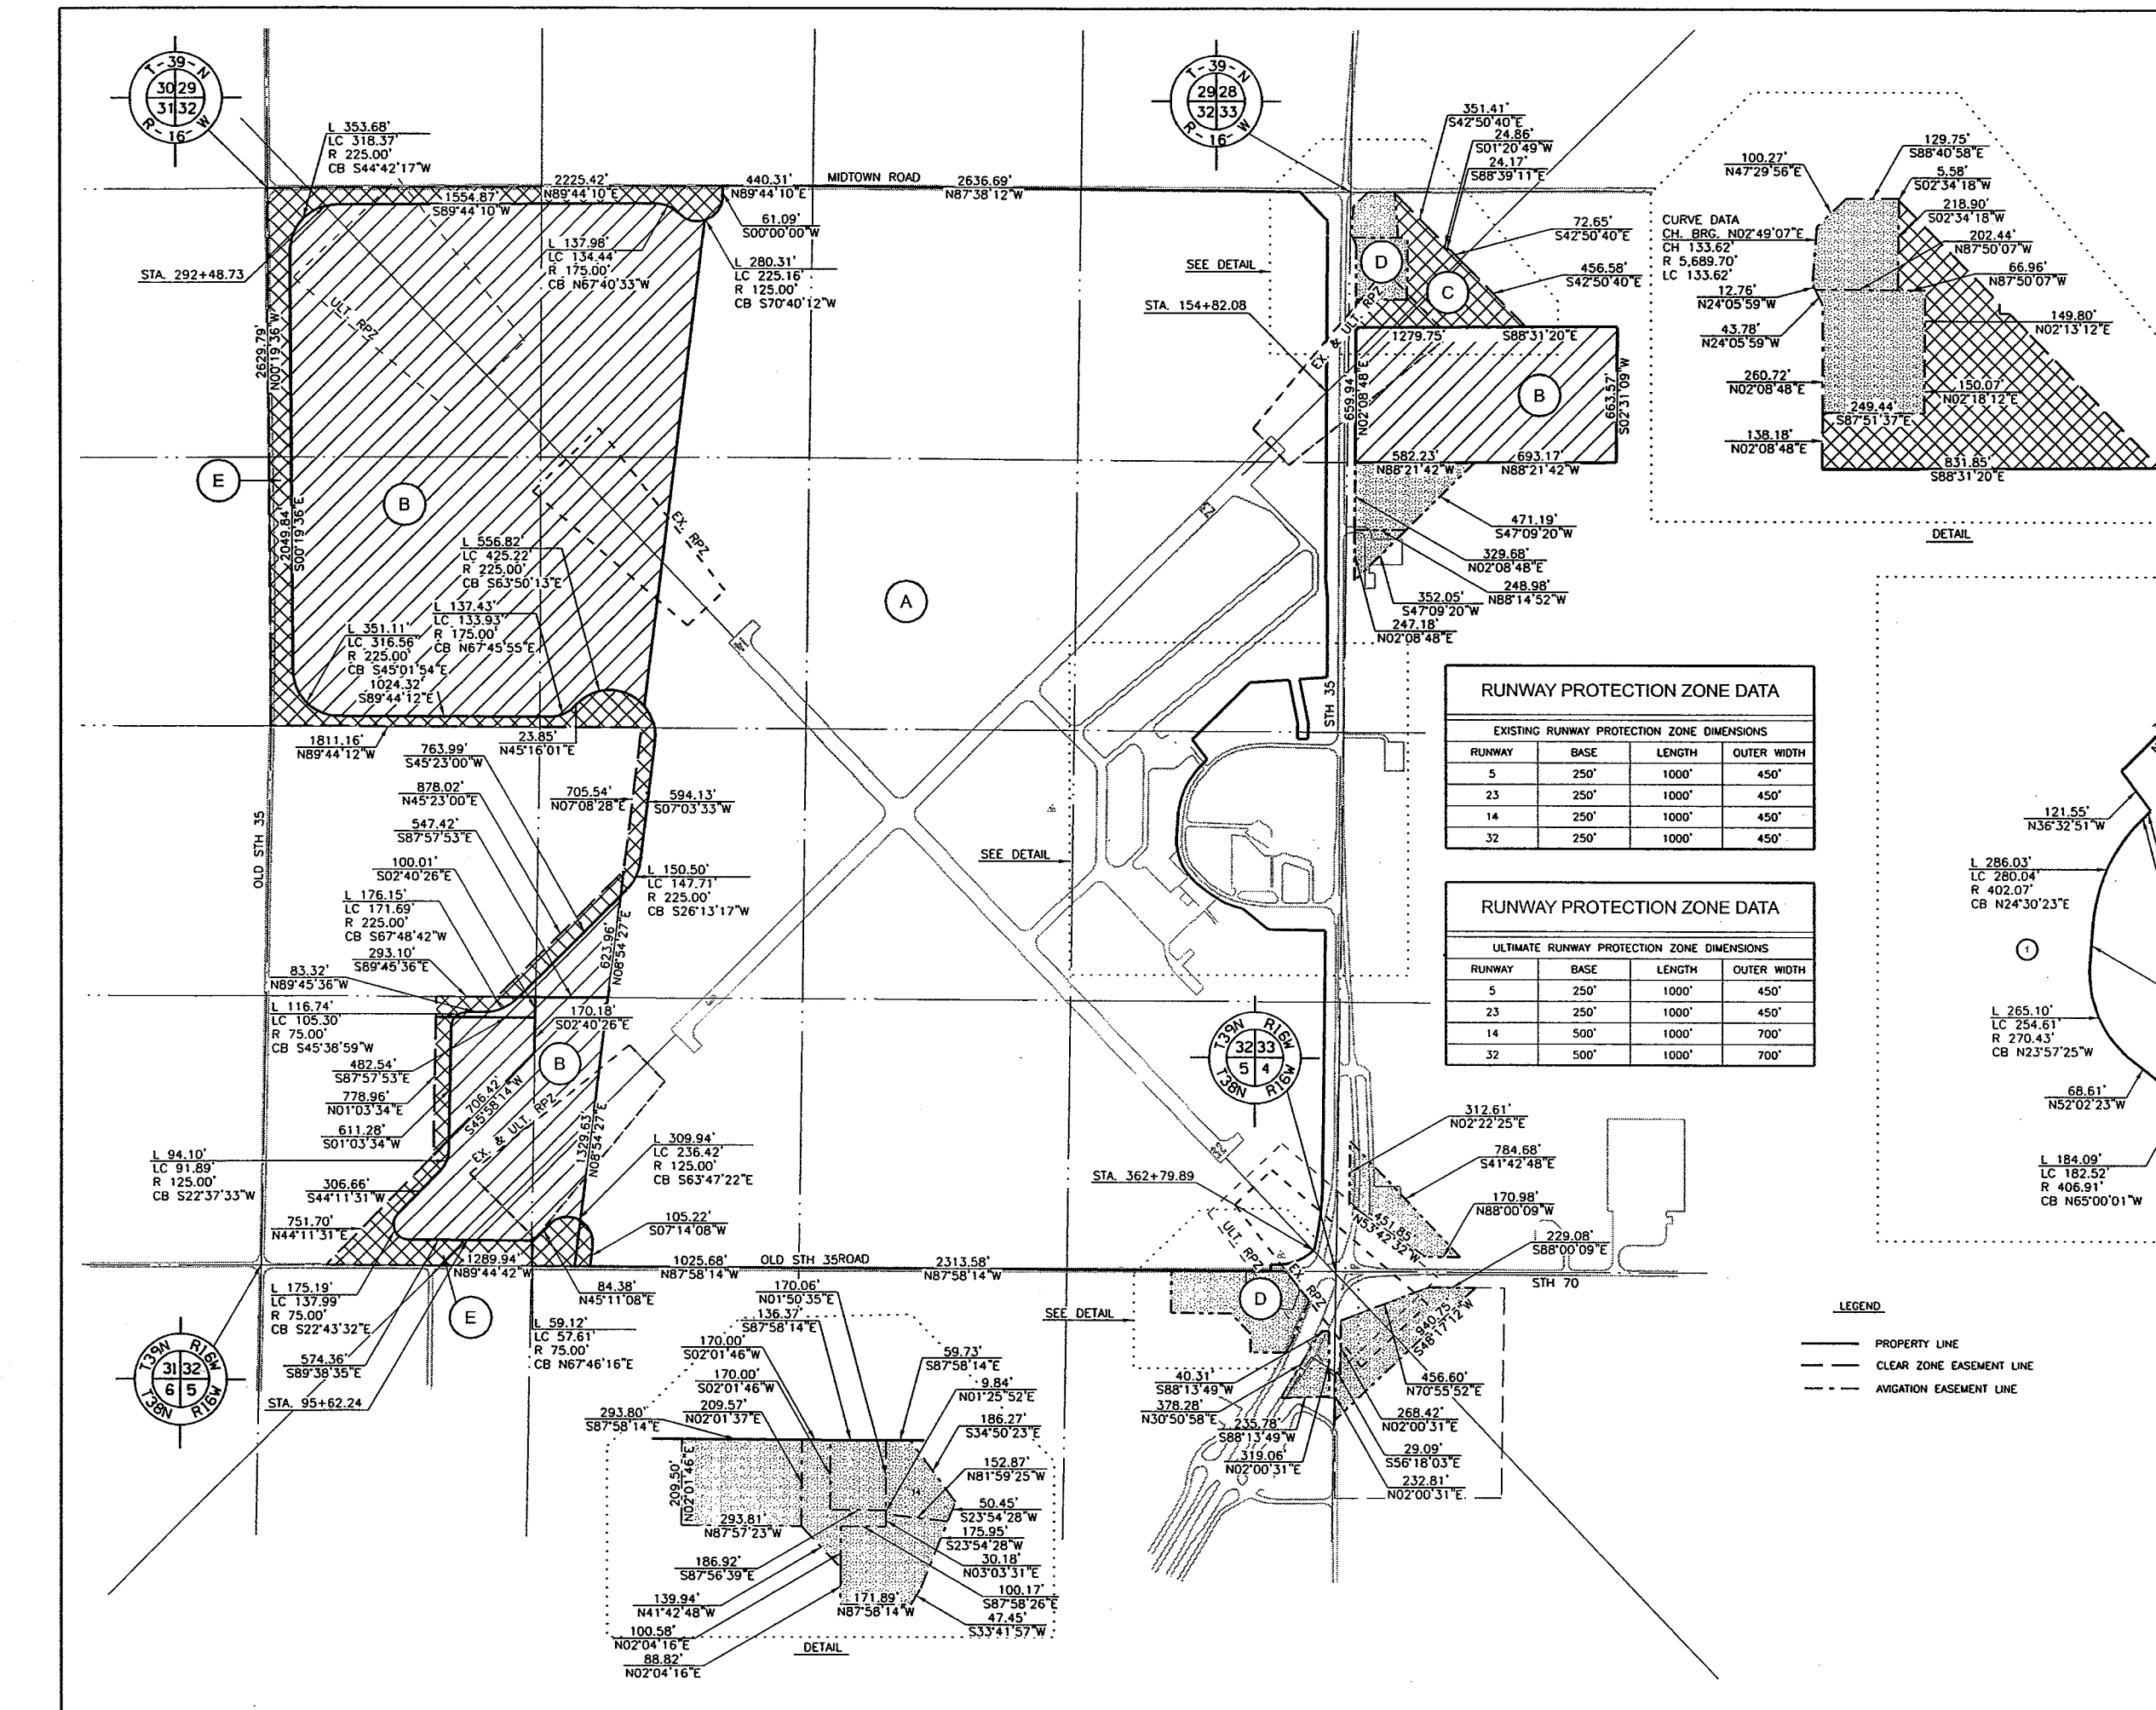 T-39-N
30 29
31 32
R-16-W
T-39-N
29 28
32 33
R-16-W
L 353.68'
LC 318.37'
R 225.00'
CB S44°42'17"W
2225.42'
N89°44'10"E
440.31'
N89°44'10"E
MIDTOWN ROAD
2636.69'
N87°38'12"W
1554.87'
S89°44'10"W
61.09'
S00°00'00"W
L 137.98'
LC 134.44'
R 175.00'
CB N67°40'33"W
L 280.31'
LC 225.16'
R 125.00'
CB S70°40'12"W
STA. 292+48.73
ULT. RPZ
2629.79'
N00°19'36"W
2049.84'
S00°19'36"E
E
B
EX. RPZ
14
A
L 556.82'
LC 425.22'
R 225.00'
CB S63°50'13"E
L 137.43'
LC 133.93'
R 175.00'
CB N67°45'55"E
L 351.11'
LC 316.56'
R 225.00'
CB S45°01'54"E
1024.32'
S89°44'12"E
1811.16'
N89°44'12"W
23.85'
N45°16'01"E
763.99'
S45°23'00"W
878.02'
N45°23'00"E
705.54'
N07°08'28"E
594.13'
S07°03'33"W
547.42'
S87°57'53"E
100.01'
S02°40'26"E
L 176.15'
LC 171.69'
R 225.00'
CB S67°48'42"W
L 150.50'
LC 147.71'
R 225.00'
CB S26°13'17"W
623.96'
N08°54'27"E
OLD STH 35
293.10'
S89°45'36"E
83.32'
N89°45'36"W
L 116.74'
LC 105.30'
R 75.00'
CB S45°38'59"W
170.18'
S02°40'26"E
482.54'
S87°57'53"E
B
778.96'
N01°03'34"E
706.42'
S45°58'14"W
611.28'
S01°03'34"W
EX. & ULT. RPZ
1329.63'
N08°54'27"E
L 94.10'
LC 91.89'
R 125.00'
CB S22°37'33"W
L 309.94'
LC 236.42'
R 125.00'
CB S63°47'22"E
306.66'
S44°11'31"W
751.70'
N44°11'31"E
105.22'
S07°14'08"W
1289.94'
N89°44'42"W
1025.68'
N87°58'14"W
OLD STH 35ROAD
2313.58'
N87°58'14"W
84.38'
N45°11'08"E
L 175.19'
LC 137.99'
R 75.00'
CB S22°43'32"E
E
L 59.12'
LC 57.61'
R 75.00'
CB N67°46'16"E
574.36'
S89°38'35"E
STA. 95+62.24
T39N R16W
31 32
6 5
T38N R16W
351.41'
S42°50'40"E
24.86'
S01°20'49"W
24.17'
S88°39'11"E
72.65'
S42°50'40"E
456.58'
S42°50'40"E
SEE DETAIL
D
C
STA. 154+82.08
EX. & ULT. RPZ
1279.75'
S88°31'20"E
B
659.94'
N02°08'48"E
663.57'
S02°31'09"W
582.23'
N88°21'42"W
693.17'
N88°21'42"W
23
471.19'
S47°09'20"W
329.68'
N02°08'48"E
248.98'
N88°14'52"W
352.05'
S47°09'20"W
247.18'
N02°08'48"E
STH 35
SEE DETAIL
100.27'
N47°29'56"E
129.75'
S88°40'58"E
5.58'
S02°34'18"W
218.90'
S02°34'18"W
202.44'
N87°50'07"W
66.96'
N87°50'07"W
CURVE DATA
CH. BRG. N02°49'07"E
CH 133.62'
R 5,689.70'
LC 133.62'
12.76'
N24°05'59"W
43.78'
N24°05'59"W
149.80'
N02°13'12"E
260.72'
N02°08'48"E
150.07'
N02°18'12"E
249.44'
S87°51'37"E
138.18'
N02°08'48"E
831.85'
S88°31'20"E
DETAIL
RUNWAY PROTECTION ZONE DATA
EXISTING RUNWAY PROTECTION ZONE DIMENSIONS
RUNWAY BASE LENGTH OUTER WIDTH
5 250' 1000' 450'
23 250' 1000' 450'
14 250' 1000' 450'
32 250' 1000' 450'
RUNWAY PROTECTION ZONE DATA
ULTIMATE RUNWAY PROTECTION ZONE DIMENSIONS
RUNWAY BASE LENGTH OUTER WIDTH
5 250' 1000' 450'
23 250' 1000' 450'
14 500' 1000' 700'
32 500' 1000' 700'
121.55'
N36°32'51"W
L 286.03'
LC 280.04'
R 402.07'
CB N24°30'23"E
1
L 265.10'
LC 254.61'
R 270.43'
CB N23°57'25"W
68.61'
N52°02'23"W
L 184.09'
LC 182.52'
R 406.91'
CB N65°00'01"W
T39N R16W
32 33
5 4
T38N R16W
STA. 362+79.89
312.61'
N02°22'25"E
784.68'
S41°42'48"E
170.98'
N88°00'09"W
451.85'
N53°42'32"W
229.08'
S88°00'09"E
STH 70
ULT. RPZ
EX. RPZ
D
SEE DETAIL
940.75'
S48°17'12"W
456.60'
N70°55'52"E
40.31'
S88°13'49"W
378.28'
N30°50'58"E
235.78'
S88°13'49"W
319.06'
N02°00'31"E
268.42'
N02°00'31"E
29.09'
S56°18'03"E
232.81'
N02°00'31"E
170.06'
N01°50'35"E
136.37'
S87°58'14"E
170.00'
S02°01'46"W
170.00'
S02°01'46"W
209.57'
N02°01'37"E
293.80'
S87°58'14"E
59.73'
S87°58'14"E
9.84'
N01°25'52"E
186.27'
S34°50'23"E
152.87'
N81°59'25"W
209.50'
N02°01'46"E
50.45'
S23°54'28"W
175.95'
S23°54'28"W
293.81'
N87°57'23"W
30.18'
N03°03'31"E
186.92'
S87°56'39"E
100.17'
S87°58'26"E
139.94'
N41°42'48"W
171.89'
N87°58'14"W
47.45'
S33°41'57"W
100.58'
N02°04'16"E
88.82'
N02°04'16"E
DETAIL
LEGEND
PROPERTY LINE
CLEAR ZONE EASEMENT LINE
AVIGATION EASEMENT LINE